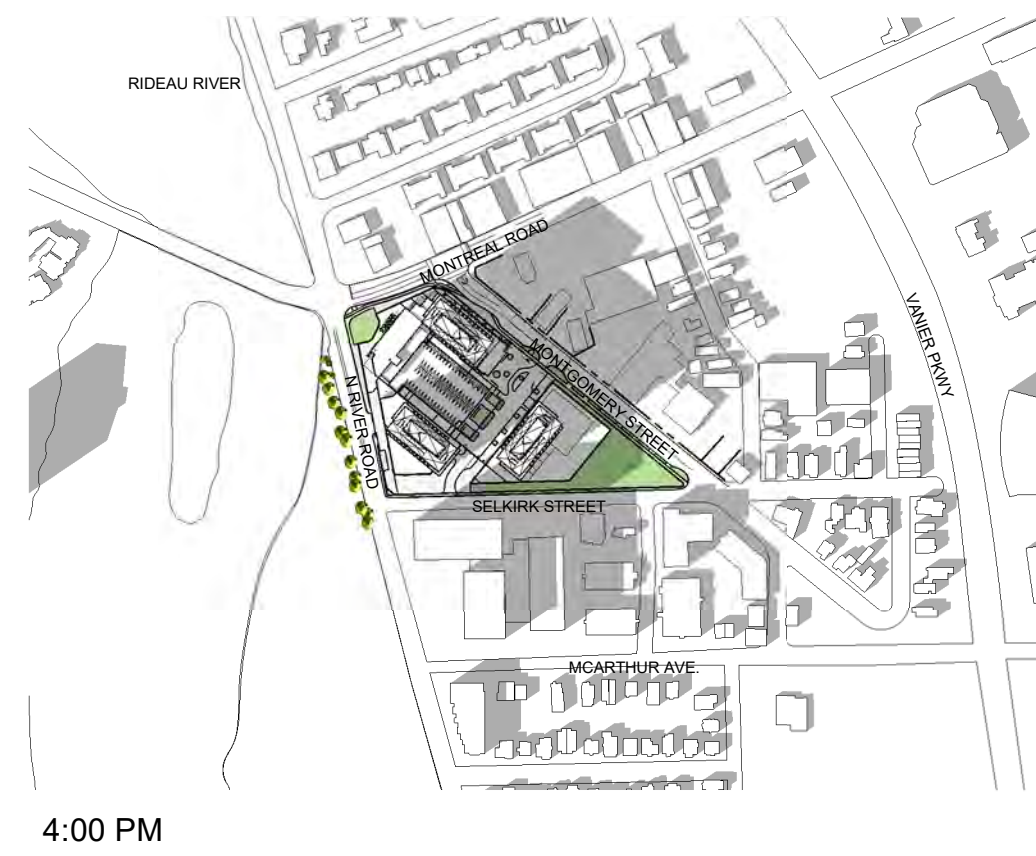 RIDEAU RIVER
MONTREAL ROAD
VANIER PKWY
MONTGOMERY STREET
N.RIVER ROAD
SELKIRK STREET
MCARTHUR AVE.
4:00 PM